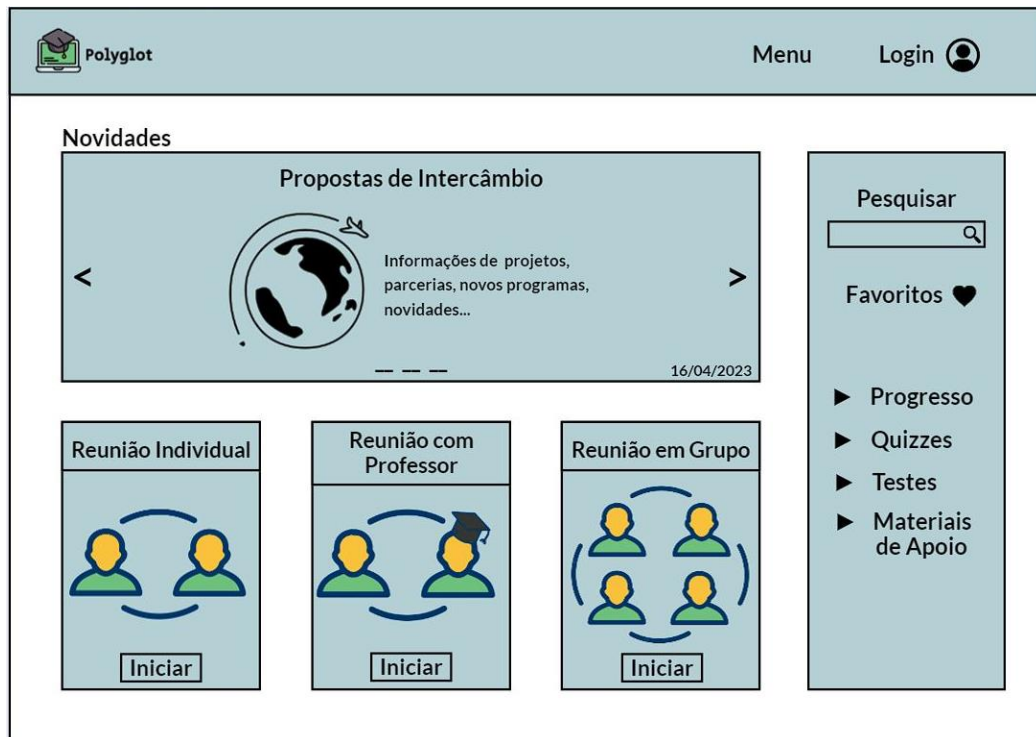 Polyglot
Menu
Login
Novidades
Propostas de Intercâmbio
Informações de projetos,
parcerias, novos programas,
novidades...
<
>
16/04/2023
Reunião Individual
Iniciar
Reunião com
Professor
Iniciar
Reunião em Grupo
Iniciar
Pesquisar
Favoritos
Progresso
Quizzes
Testes
Materiais
de Apoio